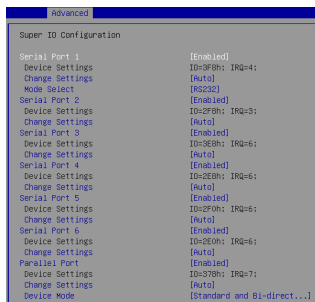 Advanced
Super IO Configuration
Serial Port 1 [Enabled]
Device Settings IO=3F8h; IRQ=4;
Change Settings [Auto]
Mode Select [RS232]
Serial Port 2 [Enabled]
Device Settings IO=2F8h; IRQ=3;
Change Settings [Auto]
Serial Port 3 [Enabled]
Device Settings IO=3E8h; IRQ=6;
Change Settings [Auto]
Serial Port 4 [Enabled]
Device Settings IO=2E8h; IRQ=6;
Change Settings [Auto]
Serial Port 5 [Enabled]
Device Settings IO=2F0h; IRQ=6;
Change Settings [Auto]
Serial Port 6 [Enabled]
Device Settings IO=2E0h; IRQ=6;
Change Settings [Auto]
Parallel Port [Enabled]
Device Settings IO=378h; IRQ=7;
Change Settings [Auto]
Device Mode [Standard and Bi-direct...]